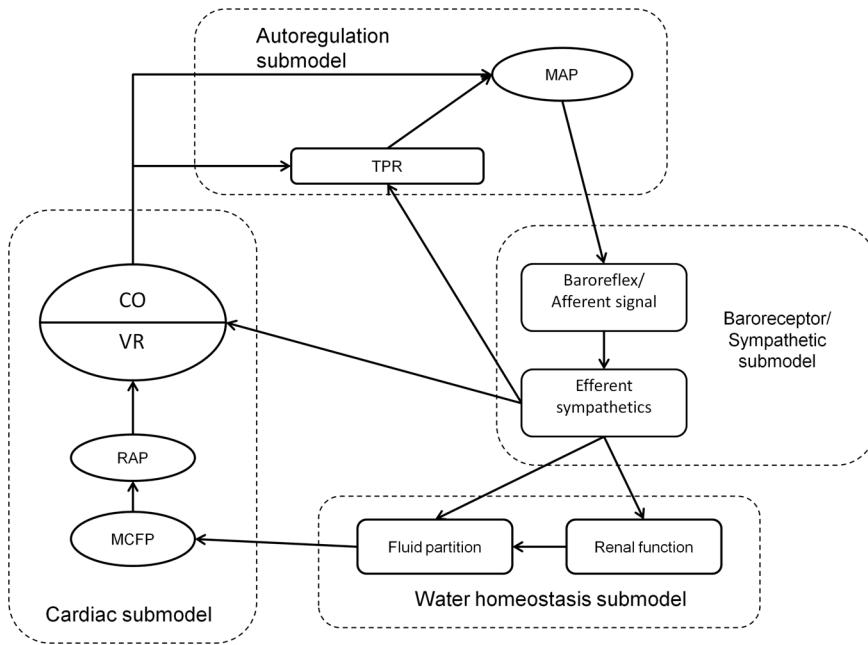 Autoregulation
submodel
MAP
TPR
CO
VR
Baroreflex/
Afferent signal
Baroreceptor/
Sympathetic
submodel
Efferent
sympathetics
RAP
MCFP
Fluid partition
Renal function
Cardiac submodel
Water homeostasis submodel